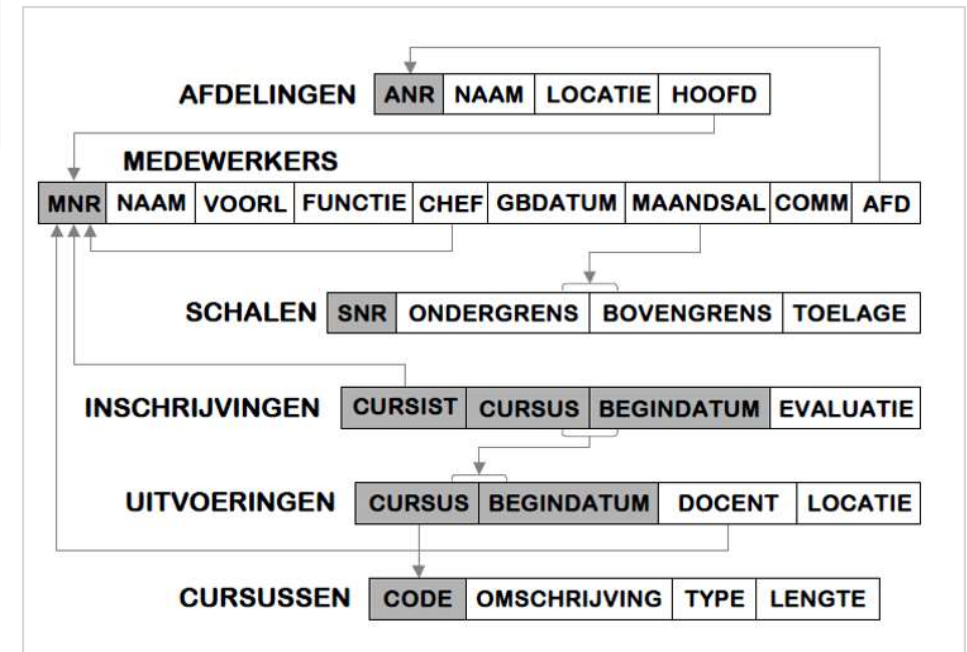 AFDELINGEN ANR NAAM LOCATIE HOOFD
MEDEWERKERS
MNR NAAM VOORL FUNCTIE CHEF GBDATUM MAANDSAL COMM AFD
SCHALEN SNR ONDERGRENS BOVENGRENS TOELAGE
INSCHRIJVINGEN CURSIST CURSUS BEGINDATUM EVALUATIE
UITVOERINGEN CURSUS BEGINDATUM DOCENT LOCATIE
CURSUSSEN CODE OMSCHRIJVING TYPE LENGTE